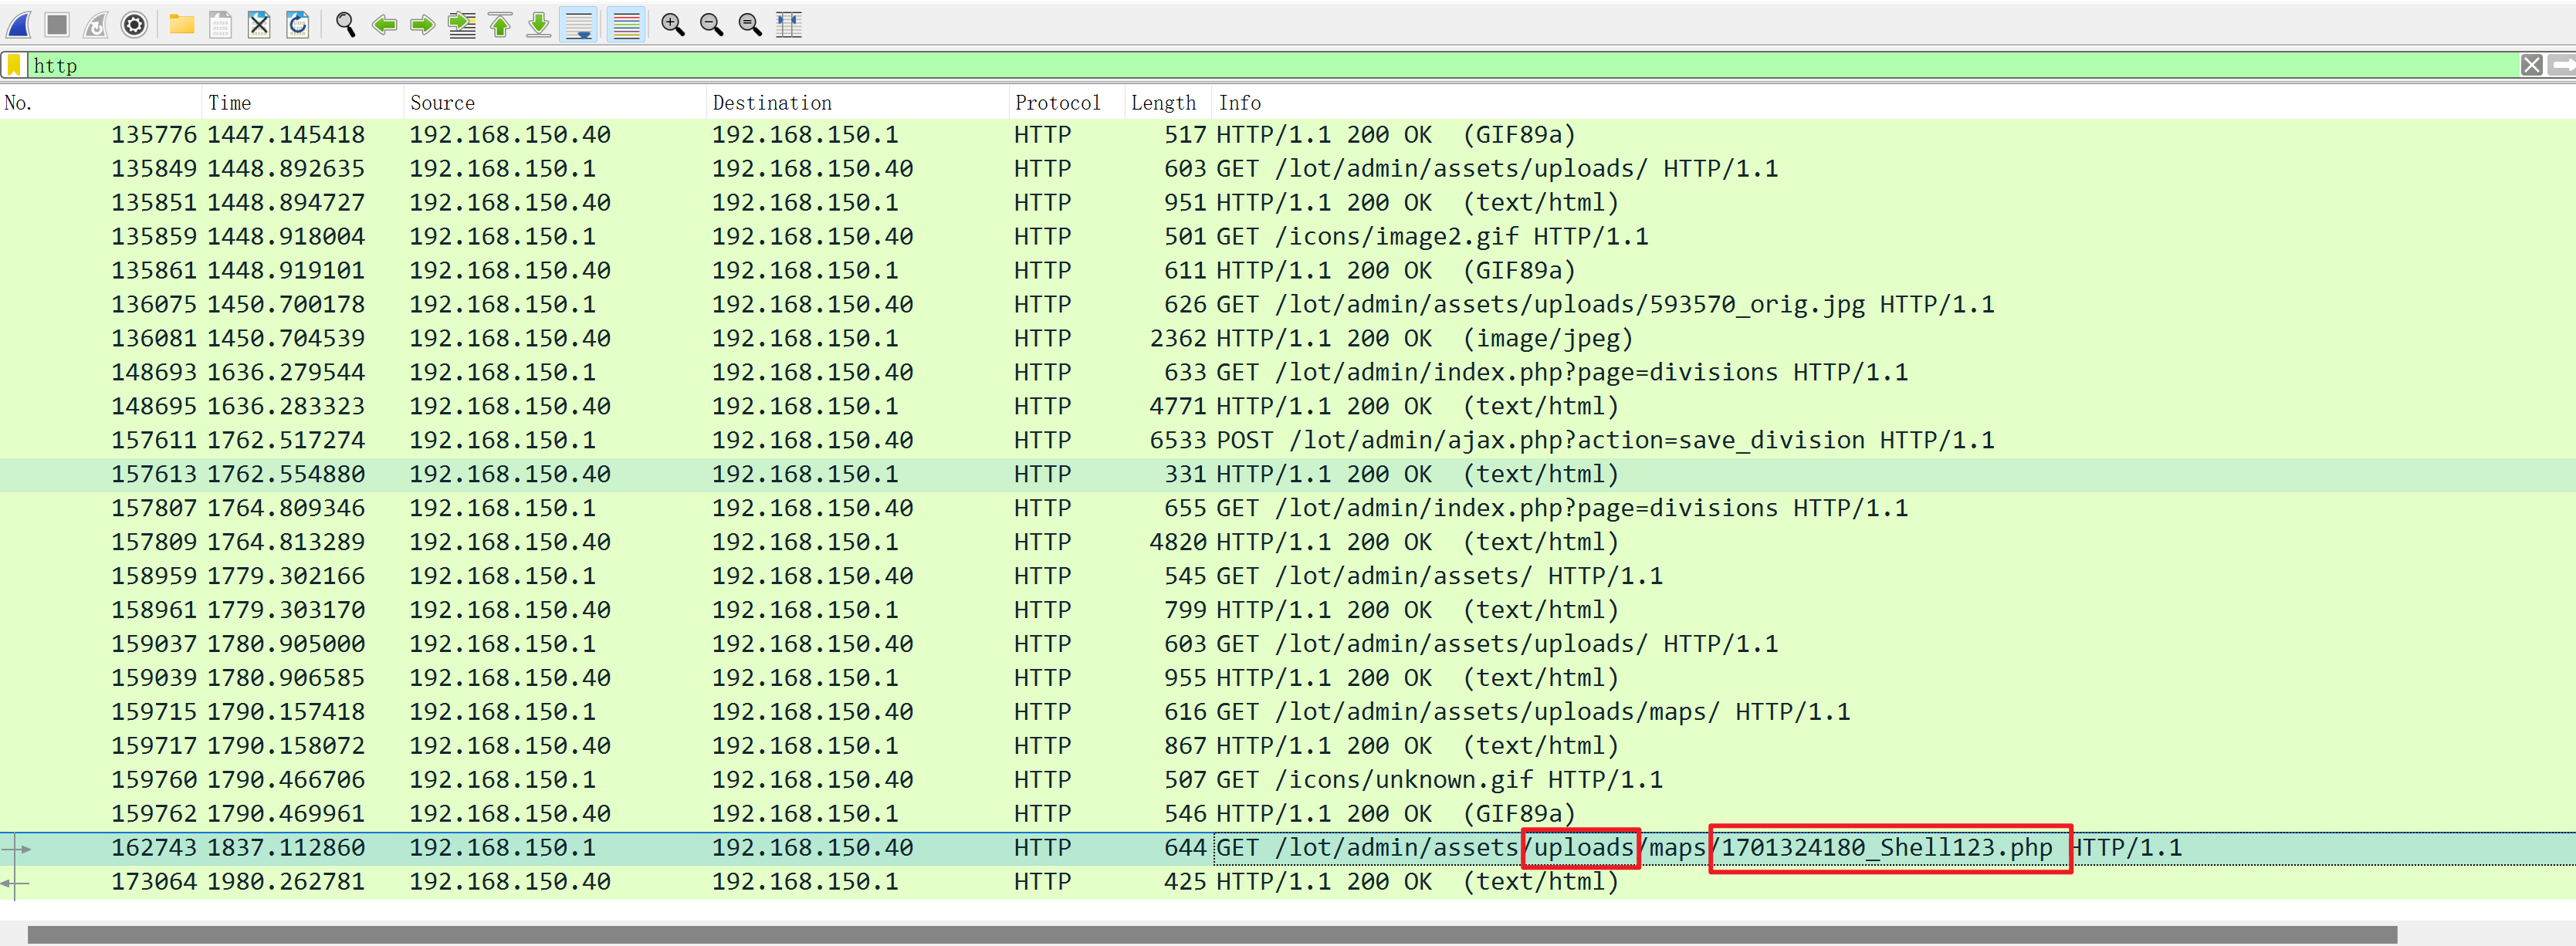 http
No. Time Source Destination Protocol Length Info
135776 1447.145418 192.168.150.40 192.168.150.1 HTTP 517 HTTP/1.1 200 OK (GIF89a)
135849 1448.892635 192.168.150.1 192.168.150.40 HTTP 603 GET /lot/admin/assets/uploads/ HTTP/1.1
135851 1448.894727 192.168.150.40 192.168.150.1 HTTP 951 HTTP/1.1 200 OK (text/html)
135859 1448.918004 192.168.150.1 192.168.150.40 HTTP 501 GET /icons/image2.gif HTTP/1.1
135861 1448.919101 192.168.150.40 192.168.150.1 HTTP 611 HTTP/1.1 200 OK (GIF89a)
136075 1450.700178 192.168.150.1 192.168.150.40 HTTP 626 GET /lot/admin/assets/uploads/593570_orig.jpg HTTP/1.1
136081 1450.704539 192.168.150.40 192.168.150.1 HTTP 2362 HTTP/1.1 200 OK (image/jpeg)
148693 1636.279544 192.168.150.1 192.168.150.40 HTTP 633 GET /lot/admin/index.php?page=divisions HTTP/1.1
148695 1636.283323 192.168.150.40 192.168.150.1 HTTP 4771 HTTP/1.1 200 OK (text/html)
157611 1762.517274 192.168.150.1 192.168.150.40 HTTP 6533 POST /lot/admin/ajax.php?action=save_division HTTP/1.1
157613 1762.554880 192.168.150.40 192.168.150.1 HTTP 331 HTTP/1.1 200 OK (text/html)
157807 1764.809346 192.168.150.1 192.168.150.40 HTTP 655 GET /lot/admin/index.php?page=divisions HTTP/1.1
157809 1764.813289 192.168.150.40 192.168.150.1 HTTP 4820 HTTP/1.1 200 OK (text/html)
158959 1779.302166 192.168.150.1 192.168.150.40 HTTP 545 GET /lot/admin/assets/ HTTP/1.1
158961 1779.303170 192.168.150.40 192.168.150.1 HTTP 799 HTTP/1.1 200 OK (text/html)
159037 1780.905000 192.168.150.1 192.168.150.40 HTTP 603 GET /lot/admin/assets/uploads/ HTTP/1.1
159039 1780.906585 192.168.150.40 192.168.150.1 HTTP 955 HTTP/1.1 200 OK (text/html)
159715 1790.157418 192.168.150.1 192.168.150.40 HTTP 616 GET /lot/admin/assets/uploads/maps/ HTTP/1.1
159717 1790.158072 192.168.150.40 192.168.150.1 HTTP 867 HTTP/1.1 200 OK (text/html)
159760 1790.466706 192.168.150.1 192.168.150.40 HTTP 507 GET /icons/unknown.gif HTTP/1.1
159762 1790.469961 192.168.150.40 192.168.150.1 HTTP 546 HTTP/1.1 200 OK (GIF89a)
162743 1837.112860 192.168.150.1 192.168.150.40 HTTP 644 GET /lot/admin/assets/uploads/maps/1701324180_Shell123.php HTTP/1.1
173064 1980.262781 192.168.150.40 192.168.150.1 HTTP 425 HTTP/1.1 200 OK (text/html)